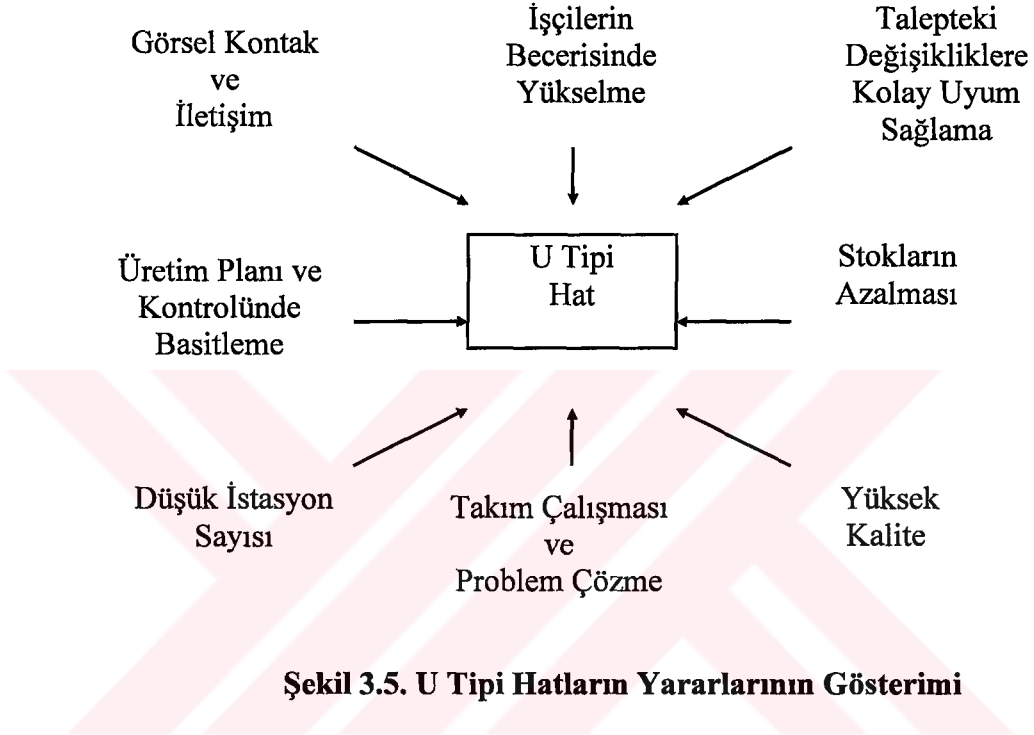 Görsel Kontak
ve
İletişim
İşçilerin
Becerisinde
Yükselme
Talepteki
Değişikliklere
Kolay Uyum
Sağlama
Üretim Planı ve
Kontrolünde
Basitleme
U Tipi
Hat
Stokların
Azalması
Düşük İstasyon
Sayısı
Takım Çalışması
ve
Problem Çözme
Yüksek
Kalite
Şekil 3.5. U Tipi Hatların Yararlarının Gösterimi